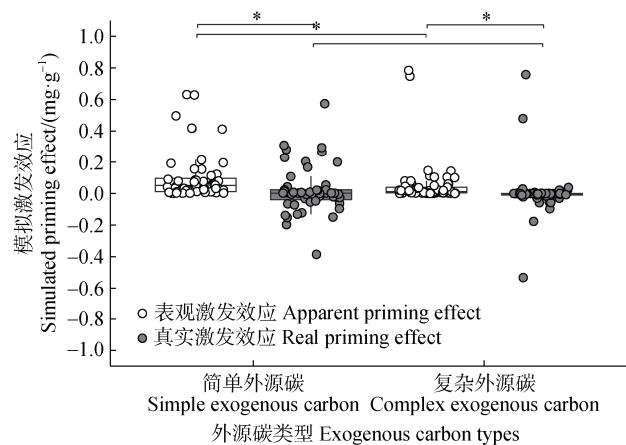 * * *
1.0
0.8
0.6
0.4
0.2
0.0
−0.2
−0.4
−0.6
−0.8
−1.0
模拟激发效应
Simulated priming effect/(mg·g⁻¹)
表观激发效应 Apparent priming effect
真实激发效应 Real priming effect
简单外源碳 复杂外源碳
Simple exogenous carbon Complex exogenous carbon
外源碳类型 Exogenous carbon types